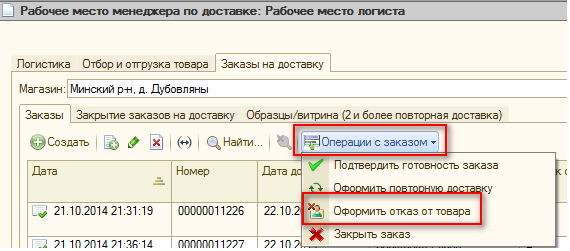 Рабочее место менеджера по доставке: Рабочее место логиста
Логистика Отбор и отгрузка товара Заказы на доставку
Магазин: Минский р-н, д. Дубовляны
Заказы Закрытие заказов на доставку Образцы/витрина (2 и более повторная доставка)
Создать Найти... Операции с заказом
Подтвердить готовность заказа
Дата Номер Дата до
Оформить повторную доставку
21.10.2014 21:31:19 00000011226 22.10.20
Оформить отказ от товара
Закрыть заказ
21.10.2014 21:36:14 00000011227 22.10.20